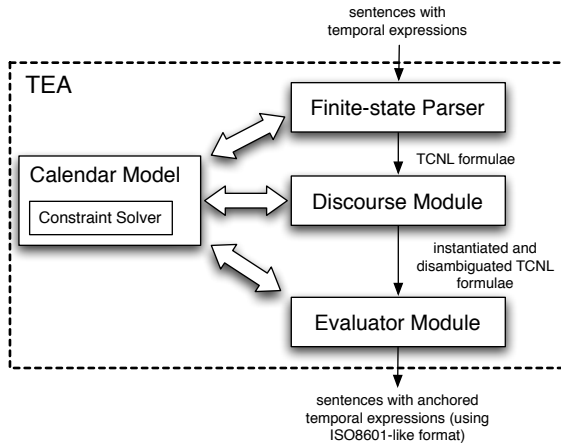 sentences with
temporal expressions
TEA
Finite-state Parser
TCNL formulae
Calendar Model
Constraint Solver
Discourse Module
instantiated and
disambiguated TCNL
formulae
Evaluator Module
sentences with anchored
temporal expressions (using
ISO8601-like format)